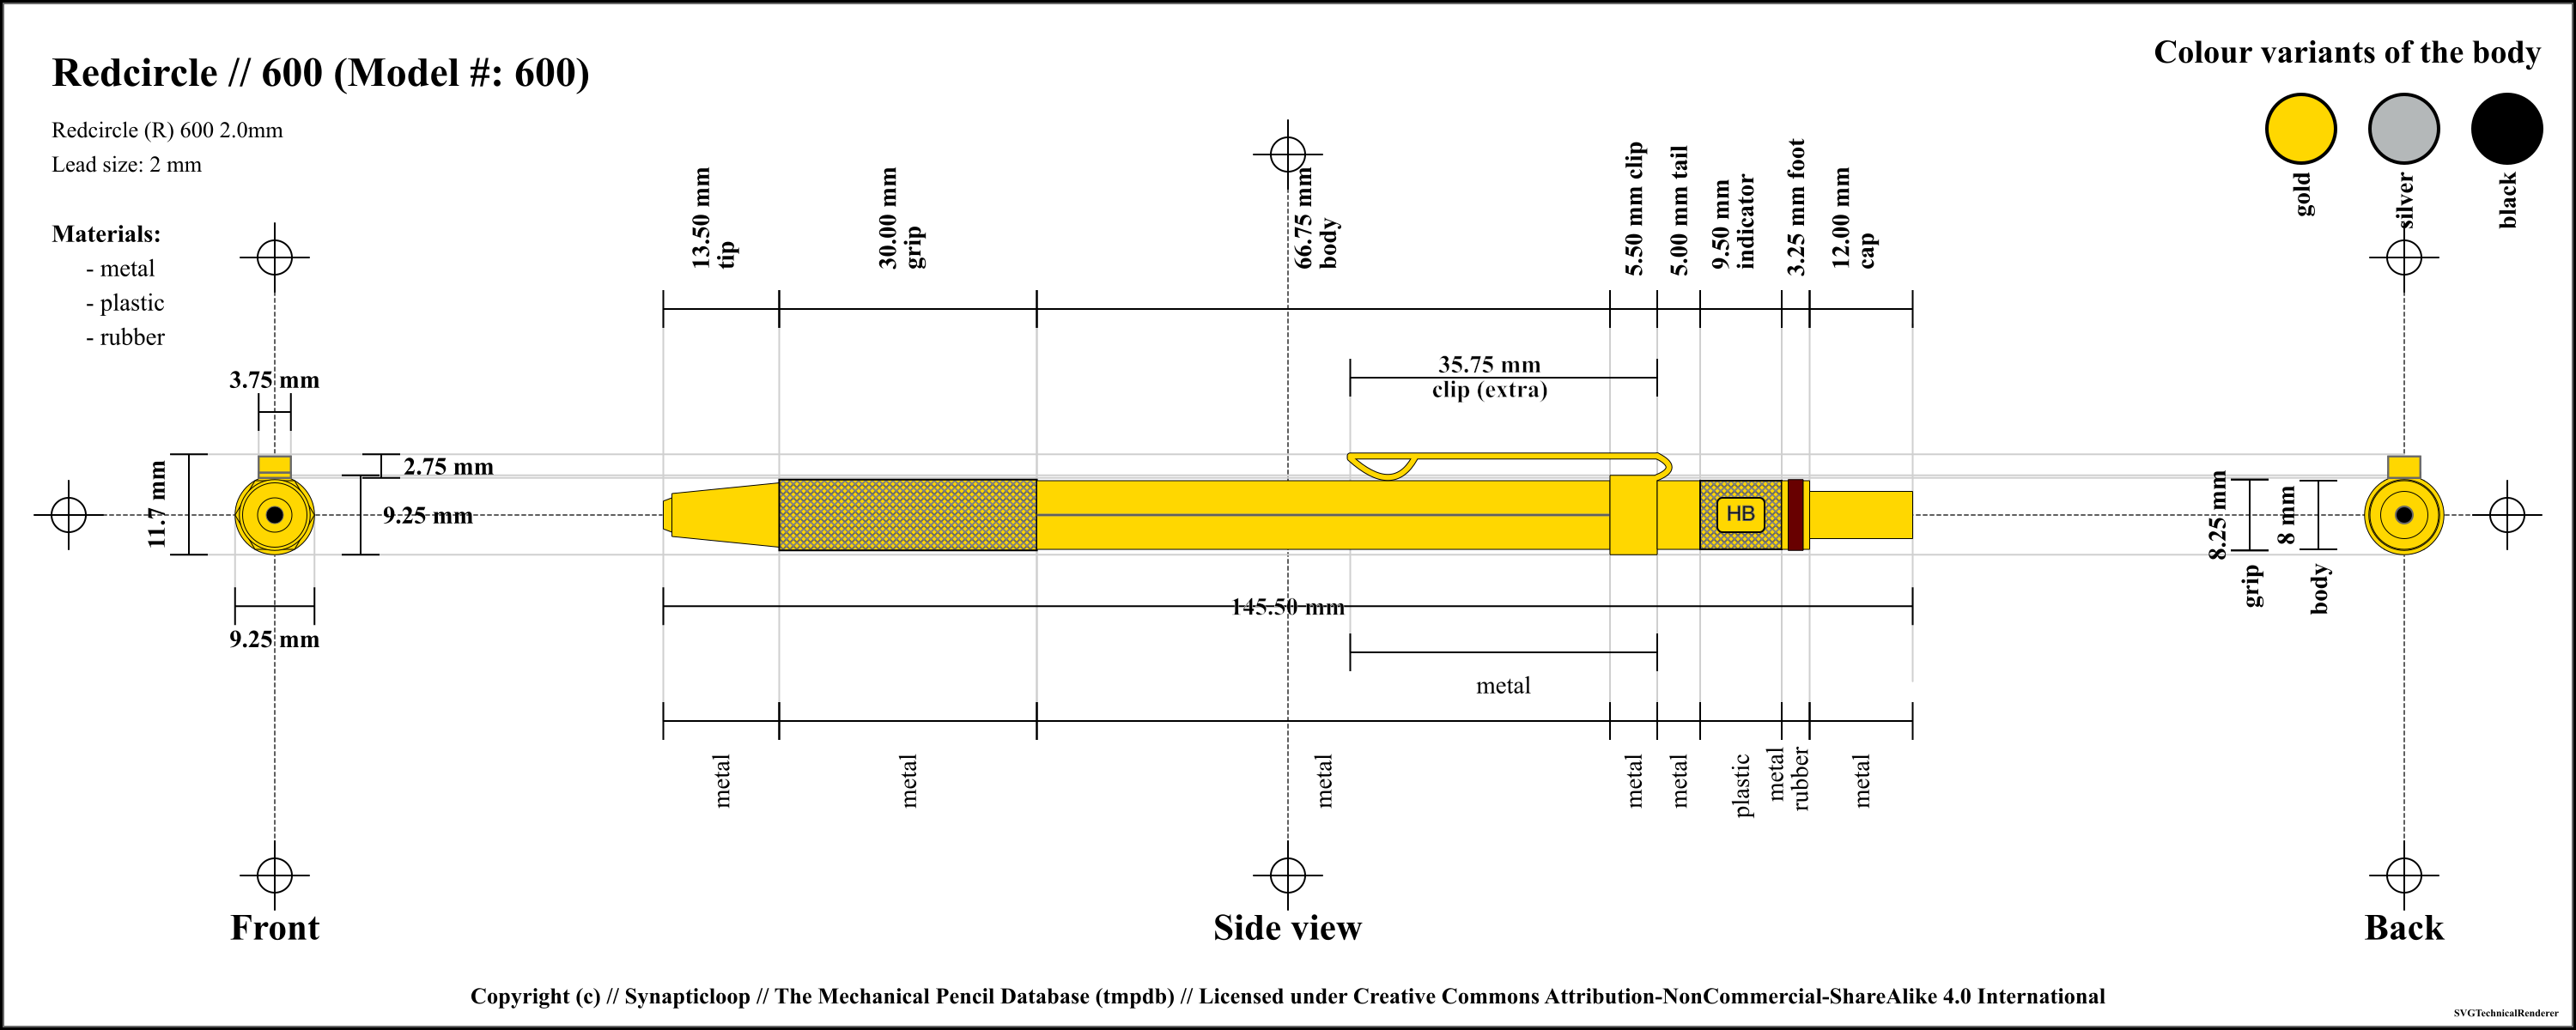 Redcircle // 600 (Model #: 600)
Redcircle (R) 600 2.0mm
Lead size: 2 mm
Materials:
- metal
- plastic
- rubber
Colour variants of the body
gold
silver
black
13.50 mm
tip
30.00 mm
grip
66.75 mm
body
5.50 mm clip
5.00 mm tail
9.50 mm
indicator
3.25 mm foot
12.00 mm
cap
35.75 mm
clip (extra)
3.75 mm
11.7 mm
2.75 mm
9.25 mm
9.25 mm
HB
145.50 mm
8.25 mm
grip
8 mm
body
metal
metal
metal
metal
metal
metal
plastic
metal
rubber
metal
Front
Side view
Back
Copyright (c) // Synapticloop // The Mechanical Pencil Database (tmpdb) // Licensed under Creative Commons Attribution-NonCommercial-ShareAlike 4.0 International
SVGTechnicalRenderer